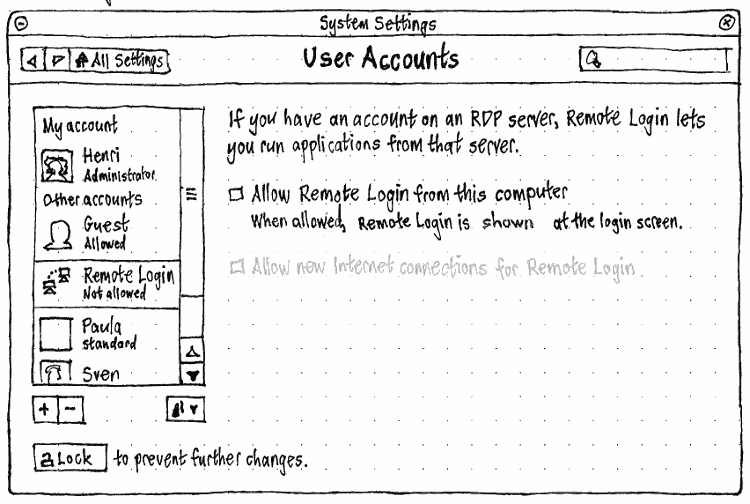 System Settings
All Settings
User Accounts
My account
Henri
Administrator
Other accounts
Guest
Allowed
Remote Login
Not allowed
Paula
standard
Sven
+ -
If you have an account on an RDP server, Remote Login lets
you run applications from that server.
Allow Remote Login from this computer
When allowed, Remote Login is shown at the login screen.
Allow new Internet connections for Remote Login
Lock to prevent further changes.